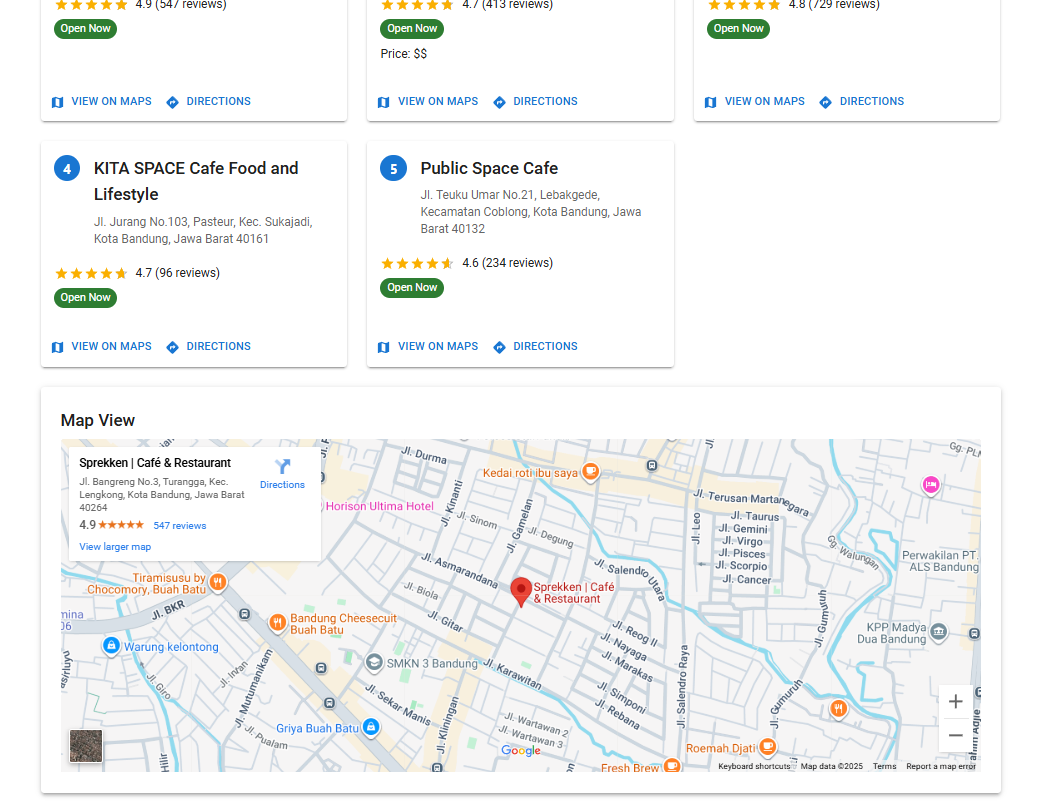 4.9 (547 reviews)
4.7 (413 reviews)
4.8 (729 reviews)
Open Now
Open Now
Open Now
Price: $$
VIEW ON MAPS
DIRECTIONS
VIEW ON MAPS
DIRECTIONS
VIEW ON MAPS
DIRECTIONS
4
KITA SPACE Cafe Food and
Lifestyle
Jl. Jurang No.103, Pasteur, Kec. Sukajadi,
Kota Bandung, Jawa Barat 40161
4.7 (96 reviews)
Open Now
VIEW ON MAPS
DIRECTIONS
5
Public Space Cafe
Jl. Teuku Umar No.21, Lebakgede,
Kecamatan Coblong, Kota Bandung, Jawa
Barat 40132
4.6 (234 reviews)
Open Now
VIEW ON MAPS
DIRECTIONS
Map View
Sprekken | Café & Restaurant
Jl. Bangreng No.3, Turangga, Kec.
Lengkong, Kota Bandung, Jawa Barat
40264
4.9
547 reviews
View larger map
Directions
Jl. Durma
Kedai roti ibu saya
Gg. PLN
Horison Ultima Hotel
Jl. Kinanti
Jl. Sinom
Jl. Gamelan
Jl. Degung
Jl. Leo
Jl. Terusan Martanegara
Jl. Taurus
Jl. Gemini
Jl. Virgo
Jl. Pisces
Jl. Scorpio
Jl. Cancer
Gg. Walungan
Perwakilan PT.
ALS Bandung
Jl. Asmarandana
Jl. Salendro Utara
Tiramisusu by
Chocomory, Buah Batu
Jl. Biola
Sprekken | Café
& Restaurant
Jl. BKR
mina
06
Bandung Cheesecuit
Buah Batu
Jl. Gitar
Jl. Reog II
Jl. Nayaga
Jl. Marakas
Jl. Gumuruh
KPP Madya
Dua Bandung
Warung kelontong
SMKN 3 Bandung
Jl. Karawitan
Jl. Simponi
Jl. Rebana
Jl. Salendro Raya
Jl. Gumuruh
Jl. Giro
Jl. Invan
Jl. Mutumanikam
Jl. Sekar Manis
Griya Buah Batu
Jl. Pualam
Jl. Kliningan
Jl. Wartawan 2
Jl. Wartawan 3
Google
Roemah Djati
Fresh Brew
+
−
Keyboard shortcuts
Map data ©2025
Terms
Report a map error